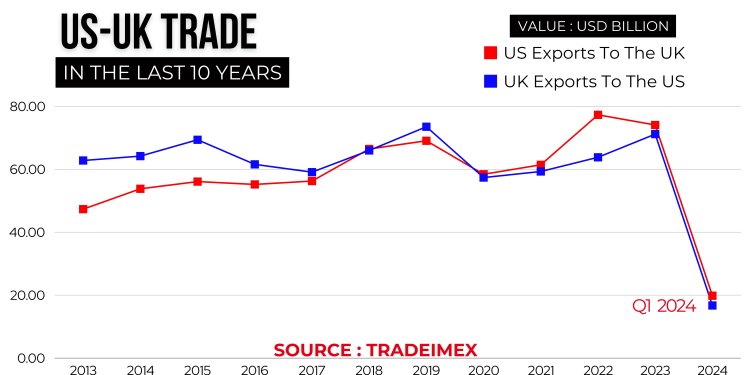 US-UK TRADE
IN THE LAST 10 YEARS
VALUE : USD BILLION
US Exports To The UK
UK Exports To The US
80.00
60.00
40.00
20.00
0.00
Q1 2024
SOURCE : TRADEIMEX
2013 2014 2015 2016 2017 2018 2019 2020 2021 2022 2023 2024